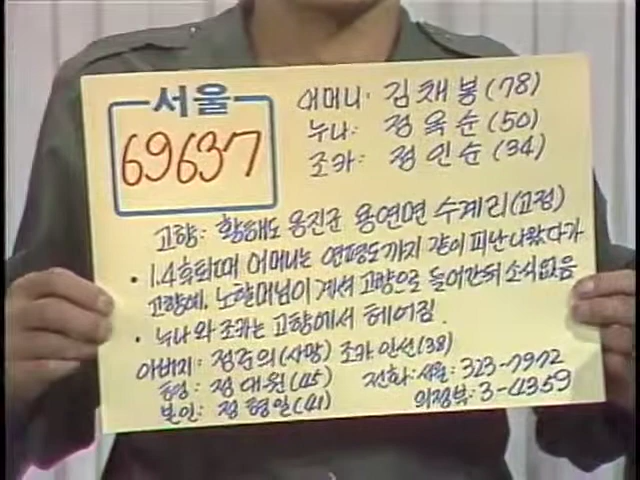 서울
69637
어머니: 김채봉(78)
누나: 정옥순(50)
조카: 정인순(34)
고향: 황해도 옹진군 용연면 수계리(고정)
• 1.4후퇴때 어머니는 연평도까지 같이 피난 나왔다가
고향에, 노할머님이 계셔 고향으로 들어간뒤 소식없음
• 누나와 조카는 고향에서 헤어짐.
아버지: 정준의(사망) 조카 인선(38)
형: 정대원(45) 전화: 서울: 323-7972
본인: 정형일(41) 의정부: 3-4359